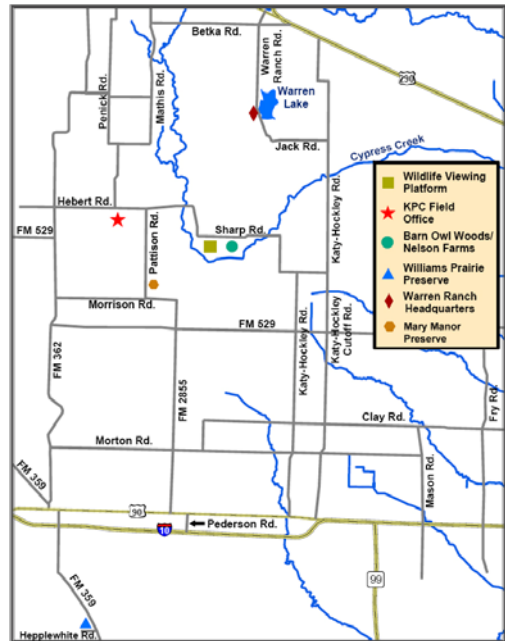 Betka Rd.
Warren
Ranch Rd.
290
Penick Rd.
Mathis Rd.
Warren
Lake
Jack Rd.
Cypress Creek
Wildlife Viewing
Platform
KPC Field
Office
Barn Owl Woods/
Nelson Farms
Williams Prairie
Preserve
Warren Ranch
Headquarters
Mary Manor
Preserve
Hebert Rd.
FM 529
Pattison Rd.
Sharp Rd.
Katy-Hockley Rd.
Morrison Rd.
FM 529
FM 362
FM 2855
Katy-Hockley Rd.
Katy-Hockley
Cutoff Rd.
Fry Rd.
Clay Rd.
Morton Rd.
Mason Rd.
FM 359
90
10
Pederson Rd.
99
FM 359
Hepplewhite Rd.